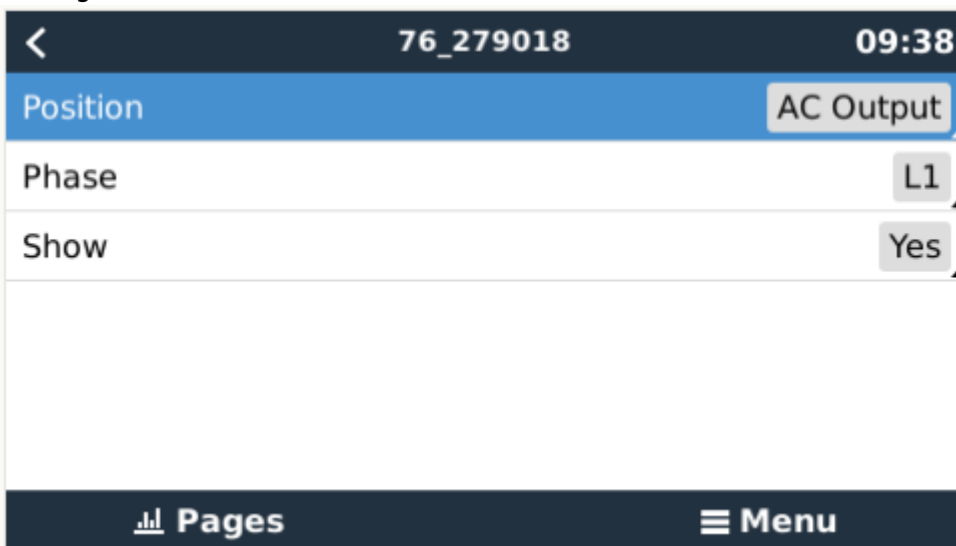 76_279018 09:38
Position AC Output
Phase L1
Show Yes
Pages Menu